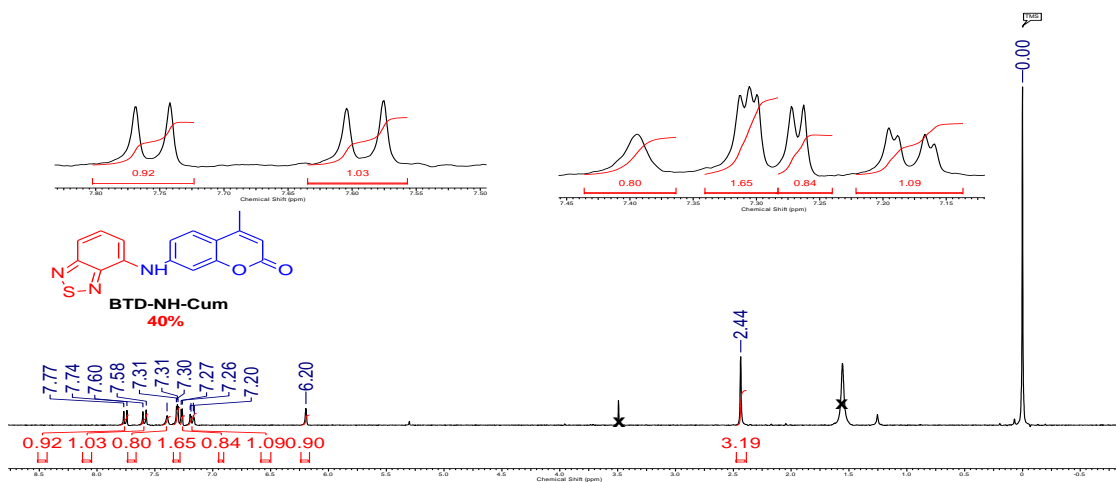 TMS
0.00
0.92
1.03
7.80 7.75 7.70 7.65 7.80 7.55 7.50
Chemical Shift (ppm)
0.80
1.65
0.84
1.09
7.45 7.40 7.35 7.30 7.25 7.20 7.15
Chemical Shift (ppm)
N
S
N
NH
O
O
BTD-NH-Cum
40%
7.77
7.74
7.60
7.58
7.31
7.31
7.30
7.27
7.26
7.20
6.20
2.44
x
x
0.92 1.03 0.80 1.65 0.84 1.09 0.90
3.19
8.5 8.0 7.5 7.0 6.5 6.0 5.5 5.0 4.5 4.0 3.5 3.0 2.5 2.0 1.5 1.0 0.5 0 -0.5
Chemical Shift (ppm)